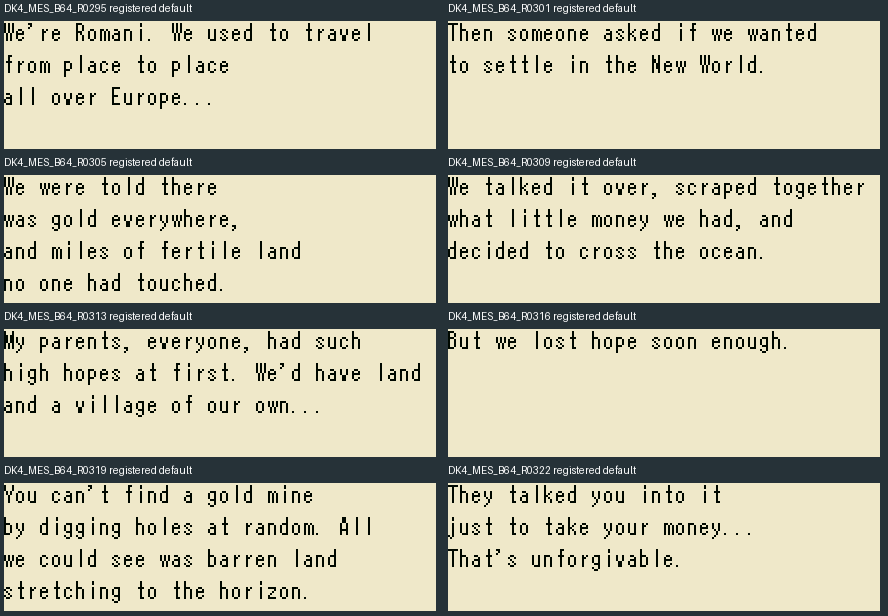 DK4_MES_B64_R0295 registered default
We're Romani. We used to travel
from place to place
all over Europe...
DK4_MES_B64_R0301 registered default
Then someone asked if we wanted
to settle in the New World.
DK4_MES_B64_R0305 registered default
We were told there
was gold everywhere,
and miles of fertile land
no one had touched.
DK4_MES_B64_R0309 registered default
We talked it over, scraped together
what little money we had, and
decided to cross the ocean.
DK4_MES_B64_R0313 registered default
My parents, everyone, had such
high hopes at first. We'd have land
and a village of our own...
DK4_MES_B64_R0316 registered default
But we lost hope soon enough.
DK4_MES_B64_R0319 registered default
You can't find a gold mine
by digging holes at random. All
we could see was barren land
stretching to the horizon.
DK4_MES_B64_R0322 registered default
They talked you into it
just to take your money...
That's unforgivable.